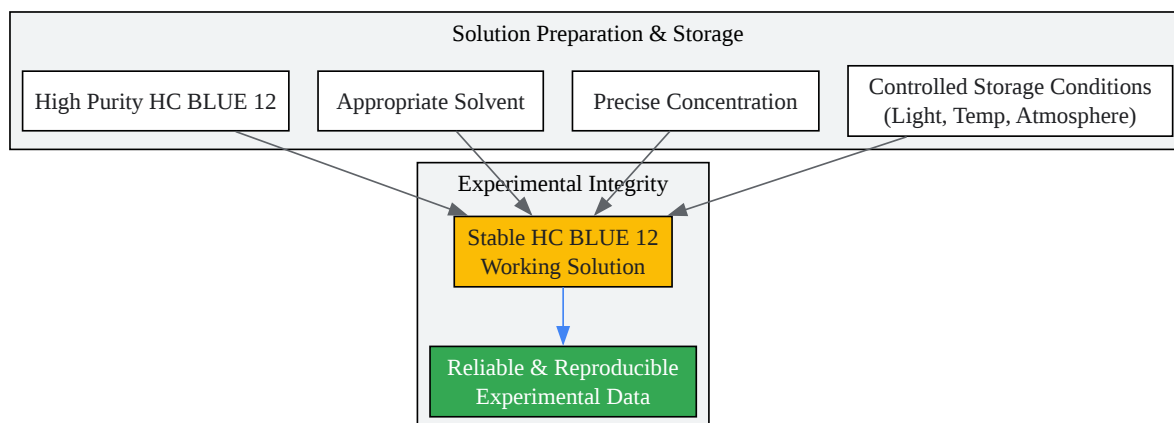 Solution Preparation & Storage
High Purity HC BLUE 12
Appropriate Solvent
Precise Concentration
Controlled Storage Conditions
(Light, Temp, Atmosphere)
Experimental Integrity
Stable HC BLUE 12
Working Solution
Reliable & Reproducible
Experimental Data